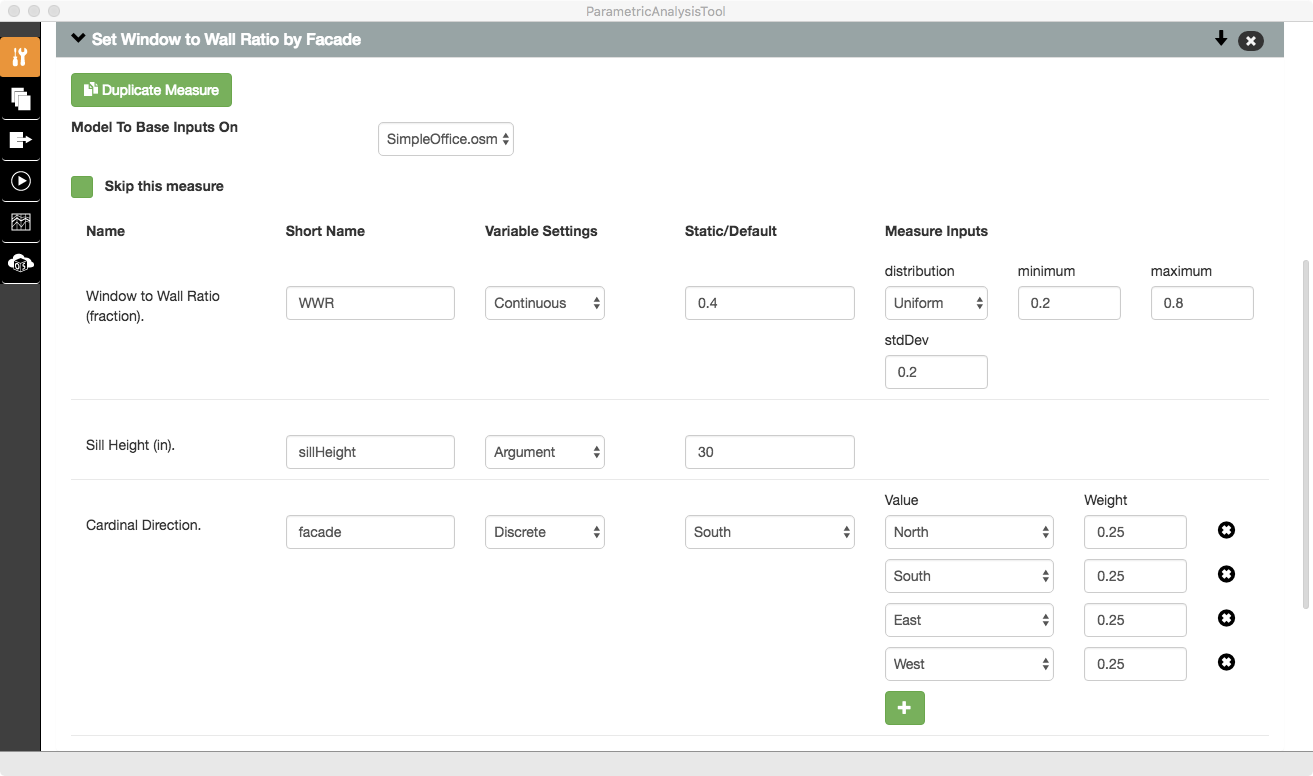 ParametricAnalysisTool
Set Window to Wall Ratio by Facade
Duplicate Measure
Model To Base Inputs On
SimpleOffice.osm
Skip this measure
Name Short Name Variable Settings Static/Default Measure Inputs
distribution minimum maximum
Window to Wall Ratio
(fraction).
WWR Continuous 0.4 Uniform 0.2 0.8
stdDev
0.2
Sill Height (in). sillHeight Argument 30
Value Weight
Cardinal Direction. facade Discrete South North 0.25
South 0.25
East 0.25
West 0.25